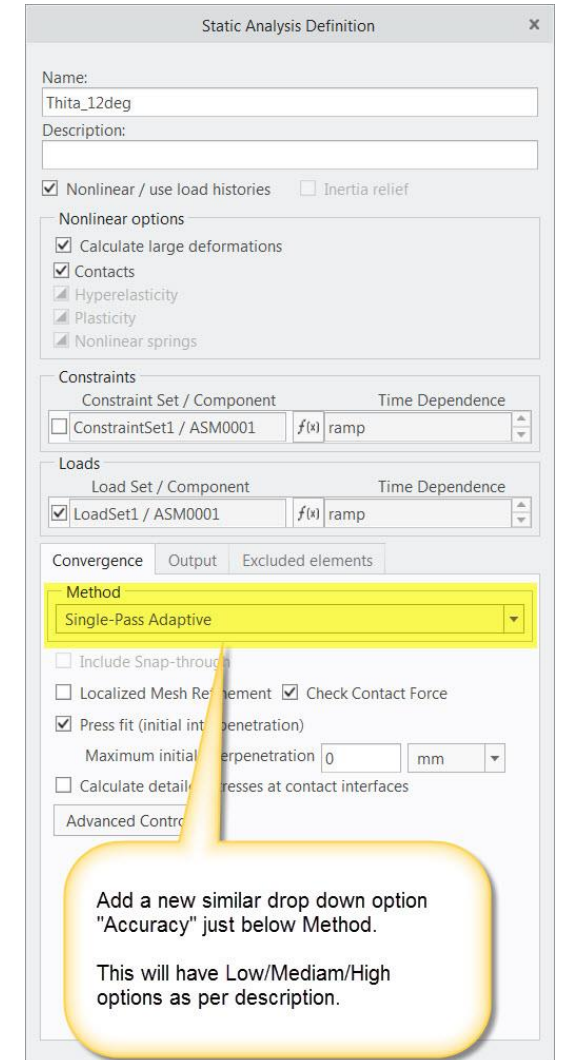 Static Analysis Definition x
Name:
Thita_12deg
Description:
Nonlinear / use load histories Inertia relief
Nonlinear options
Calculate large deformations
Contacts
Hyperelasticity
Plasticity
Nonlinear springs
Constraints
Constraint Set / Component Time Dependence
ConstraintSet1 / ASM0001 f(x) ramp
Loads
Load Set / Component Time Dependence
LoadSet1 / ASM0001 f(x) ramp
Convergence Output Excluded elements
Method
Single-Pass Adaptive
Include Snap-through
Localized Mesh Refinement Check Contact Force
Press fit (initial interpenetration)
Maximum initial interpenetration 0 mm
Calculate detailed stresses at contact interfaces
Advanced Contro
Add a new similar drop down option
"Accuracy" just below Method.
This will have Low/Mediam/High
options as per description.